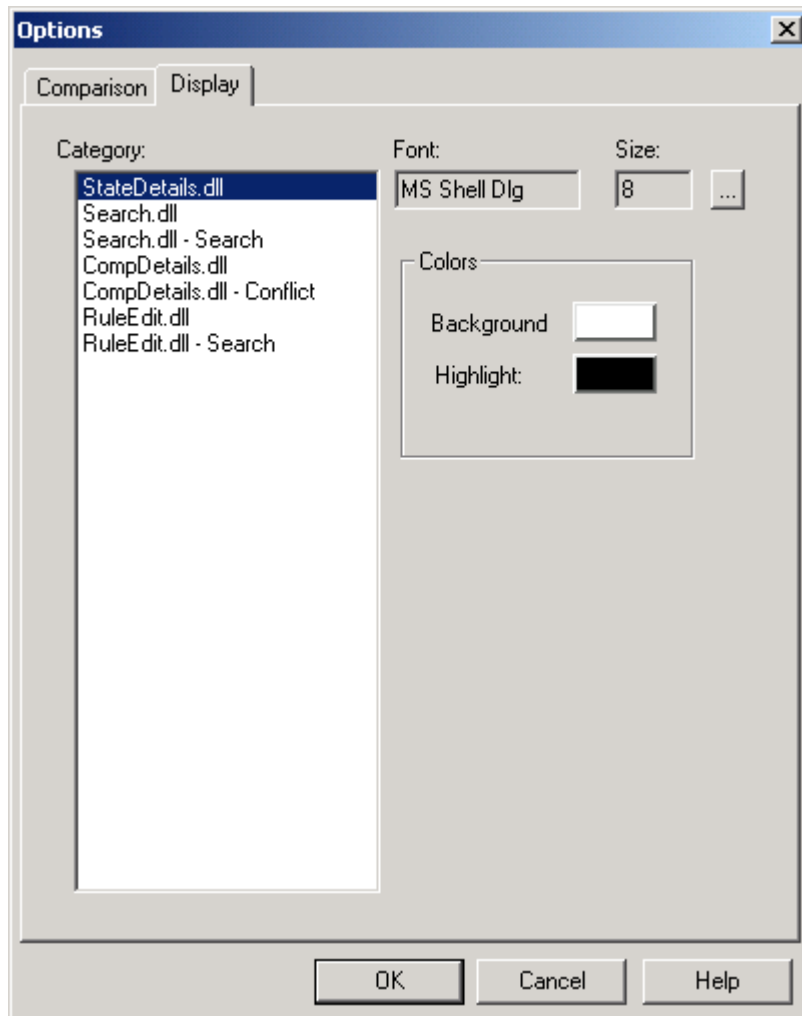 Options
Comparison Display
Category: Font: Size:
StateDetails.dll MS Shell Dlg 8 ...
Search.dll
Search.dll - Search
CompDetails.dll
CompDetails.dll - Conflict
RuleEdit.dll
RuleEdit.dll - Search
Colors
Background
Highlight:
OK Cancel Help